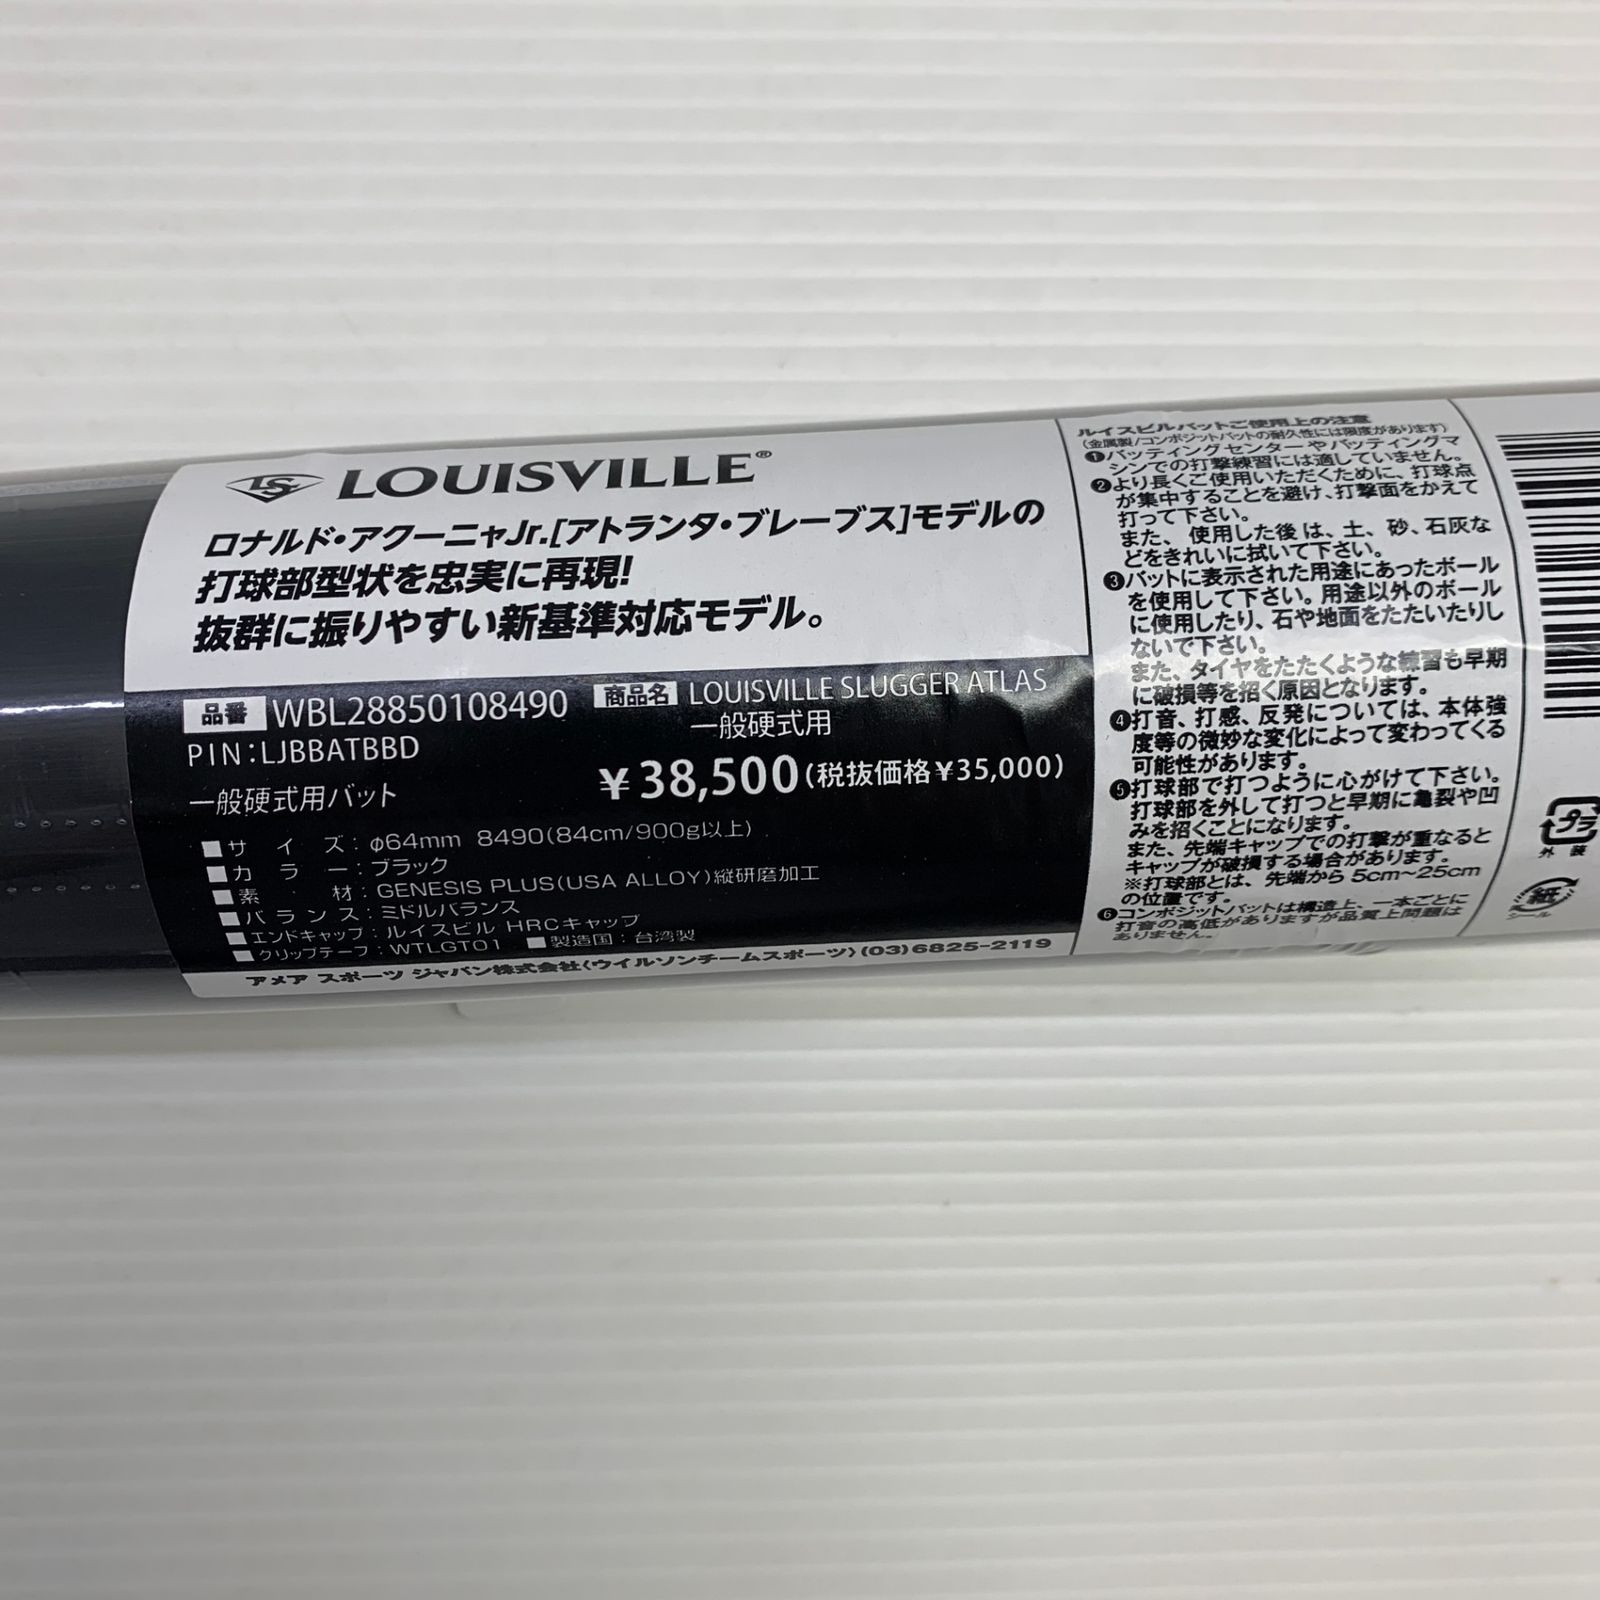 LS LOUISVILLE®
ロナルド・アクーニャJr.[アトランタ・ブレーブス]モデルの
打球部型状を忠実に再現!
抜群に振りやすい新基準対応モデル。
品番 WBL28850108490
PIN:LJBBATBBD
一般硬式用バット
商品名 LOUISVILLE SLUGGER ATLAS
一般硬式用
¥38,500(税抜価格¥35,000)
■サイズ:φ64mm 8490(84cm/900g以上)
■カラー:ブラック
■素材:GENESIS PLUS(USA ALLOY)縦研磨加工
■バランス:ミドルバランス
■エンドキャップ:ルイスビル HRCキャップ
■グリップテープ:WTLGT01 ■製造国:台湾製
アメア スポーツ ジャパン株式会社〈ウイルソンチームスポーツ〉(03)6825-2119
ルイスビルバットご使用上の注意
(金属製/コンポジットバットの耐久性には限度があります)
❶バッティングセンターやバッティングマ
シンでの打撃練習には適していません。
❷より長くご使用いただくために、打球点
が集中することを避け、打撃面をかえて
打って下さい。
また、使用した後は、土、砂、石灰な
どをきれいに拭いて下さい。
❸バットに表示された用途にあったボール
を使用して下さい。用途以外のボール
に使用したり、石や地面をたたいたりし
ないで下さい。
また、タイヤをたたくような練習も早期
に破損等を招く原因となります。
❹打音、打感、反発については、本体強
度等の微妙な変化によって変わってくる
可能性があります。
❺打球部で打つように心がけて下さい。
打球部を外して打つと早期に亀裂や凹
みを招くことになります。
また、先端キャップでの打撃が重なると
キャップが破損する場合があります。
※打球部とは、先端から5cm~25cm
の位置です。
❻コンポジットバットは構造上、一本ごとに
打音の高低がありますが品質上問題は
ありません。
プラ
外装
紙
シール